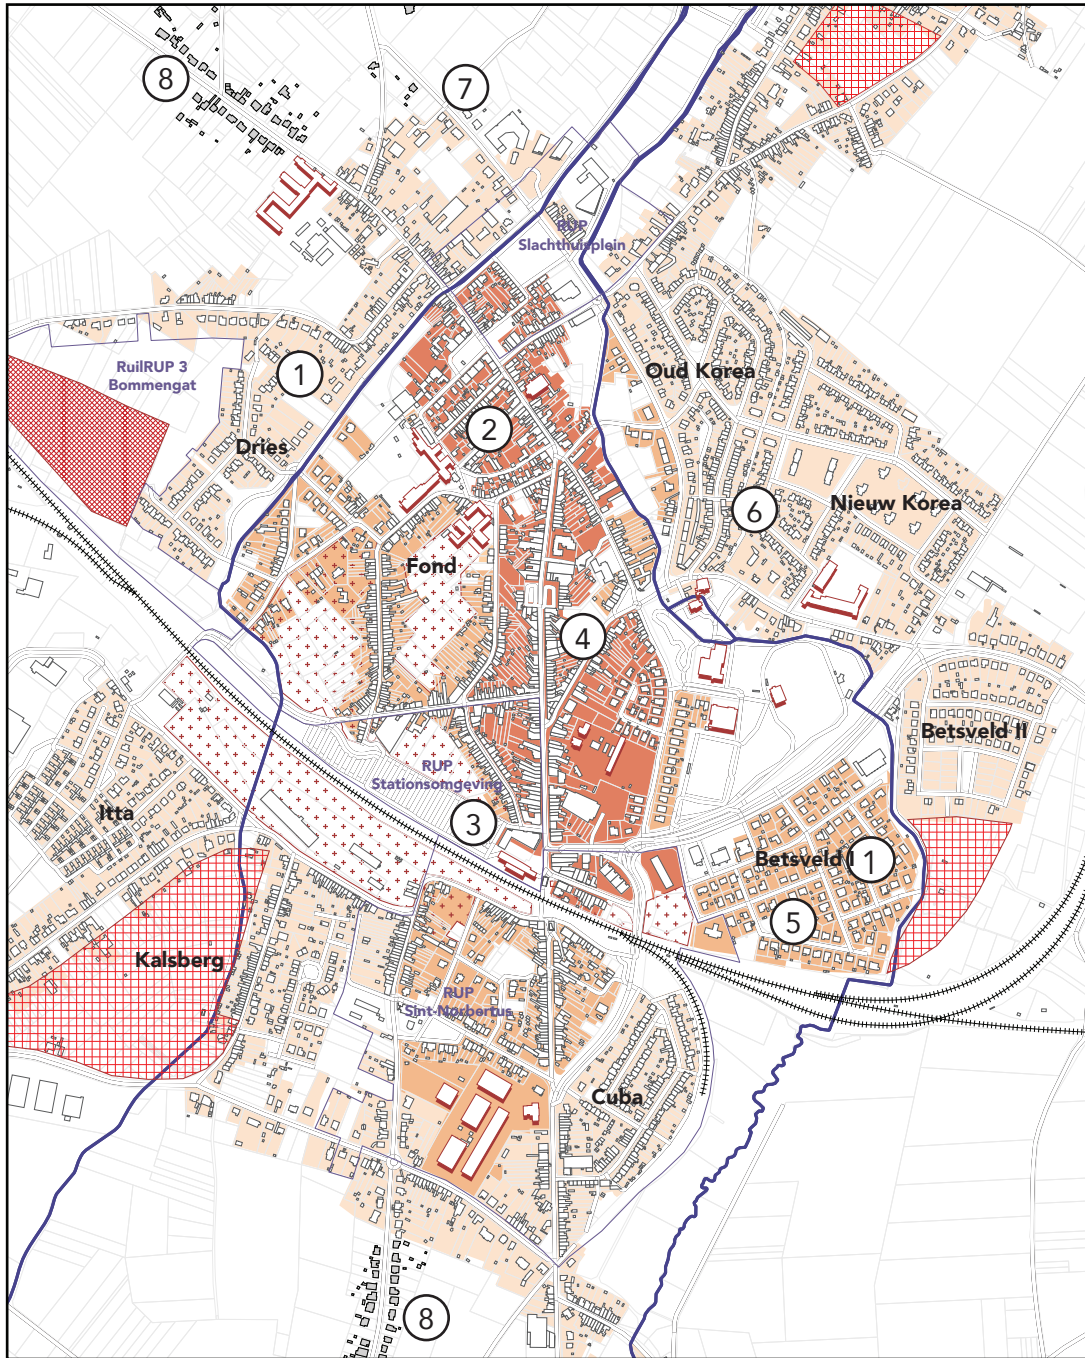 8
7
RUP
Slachthuisplein
RuilRUP 3
Bommengat
1
Oud Korea
2
Dries
Nieuw Korea
6
Fond
4
Betsveld II
RUP
Stationsomgeving
Itta
3
Betsveld I
1
5
Kalsberg
RUP
Sint-Norbertus
Cuba
8